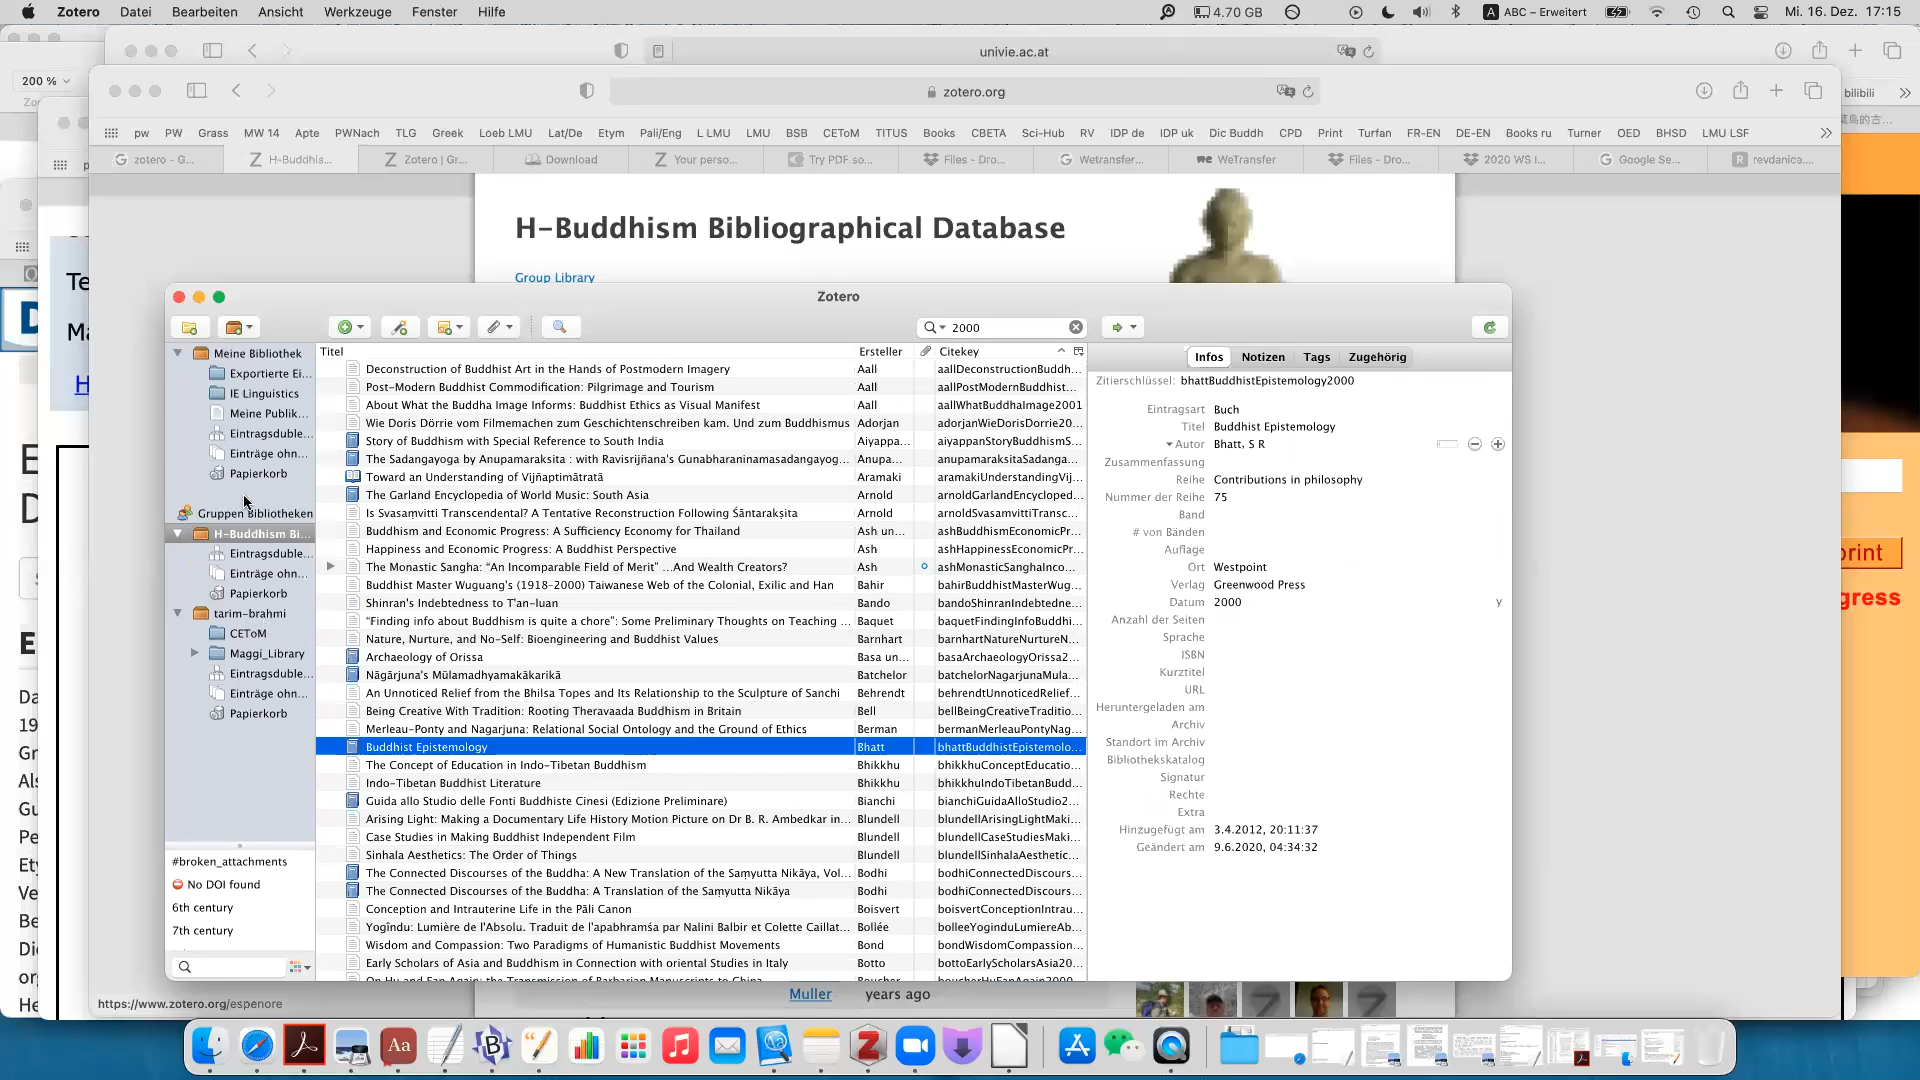 Zotero Datei Bearbeiten Ansicht Werkzeuge Fenster Hilfe 4.70 GB ABC – Erweitert Mi. 16. Dez. 17:15
univie.ac.at
200 %
zotero.org
bilibili
pw PW Grass MW 14 Apte PWNach TLG Greek Loeb LMU Lat/De Etym Pali/Eng L LMU LMU BSB CEToM TITUS Books CBETA Sci-Hub RV IDP de IDP uk Dic Buddh CPD Print Turfan FR-EN DE-EN Books ru Turner OED BHSD LMU LSF
zotero - G... H-Buddhis... Zotero | Gr... Download Your perso... Try PDF so... Files - Dro... Wetransfer... WeTransfer Files - Dro... 2020 WS I... Google Se... revdanica....
H-Buddhism Bibliographical Database
Group Library
Zotero
2000
Meine Bibliothek
Exportierte Ei...
IE Linguistics
Meine Publik...
Eintragsduble...
Einträge ohn...
Papierkorb
Gruppen Bibliotheken
H-Buddhism Bi...
Eintragsduble...
Einträge ohn...
Papierkorb
tarim-brahmi
CEToM
Maggi_Library
Eintragsduble...
Einträge ohn...
Papierkorb
#broken_attachments
No DOI found
6th century
7th century
Titel Ersteller Citekey
Deconstruction of Buddhist Art in the Hands of Postmodern Imagery Aall aallDeconstructionBuddh...
Post-Modern Buddhist Commodification: Pilgrimage and Tourism Aall aallPostModernBuddhist...
About What the Buddha Image Informs: Buddhist Ethics as Visual Manifest Aall aallWhatBuddhaImage2001
Wie Doris Dörrie vom Filmemachen zum Geschichtenschreiben kam. Und zum Buddhismus Adorjan adorjanWieDorisDorrie20...
Story of Buddhism with Special Reference to South India Aiyappa... aiyappanStoryBuddhismS...
The Sadangayoga by Anupamaraksita : with Ravisrijñana's Gunabharaninamasadangayog... Anupa... anupamaraksitaSadanga...
Toward an Understanding of Vijñaptimātratā Aramaki aramakiUnderstandingVij...
The Garland Encyclopedia of World Music: South Asia Arnold arnoldGarlandEncycloped...
Is Svasaṃvitti Transcendental? A Tentative Reconstruction Following Śāntarakṣita Arnold arnoldSvasamvittiTransc...
Buddhism and Economic Progress: A Sufficiency Economy for Thailand Ash un... ashBuddhismEconomicPr...
Happiness and Economic Progress: A Buddhist Perspective Ash ashHappinessEconomicP...
The Monastic Sangha: “An Incomparable Field of Merit” ...And Wealth Creators? Ash ashMonasticSanghaInco...
Buddhist Master Wuguang's (1918–2000) Taiwanese Web of the Colonial, Exilic and Han Bahir bahirBuddhistMasterWug...
Shinran's Indebtedness to T'an-luan Bando bandoShinranIndebtedne...
“Finding info about Buddhism is quite a chore”: Some Preliminary Thoughts on Teaching ... Baquet baquetFindingInfoBuddhi...
Nature, Nurture, and No-Self: Bioengineering and Buddhist Values Barnhart barnhartNatureNurtureN...
Archaeology of Orissa Basa un... basaArchaeologyOrissa2...
Nāgārjuna's Mūlamadhyamakākarikā Batchelor batchelorNagarjunaMula...
An Unnoticed Relief from the Bhilsa Topes and Its Relationship to the Sculpture of Sanchi Behrendt behrendtUnnoticedRelief...
Being Creative With Tradition: Rooting Theravaada Buddhism in Britain Bell bellBeingCreativeTraditio...
Merleau-Ponty and Nagarjuna: Relational Social Ontology and the Ground of Ethics Berman bermanMerleauPontyNag...
Buddhist Epistemology Bhatt bhattBuddhistEpistemolo...
The Concept of Education in Indo-Tibetan Buddhism Bhikkhu bhikkhuConceptEducatio...
Indo-Tibetan Buddhist Literature Bhikkhu bhikkhuIndoTibetanBudd...
Guida allo Studio delle Fonti Buddhiste Cinesi (Edizione Preliminare) Bianchi bianchiGuidaAlloStudio2...
Arising Light: Making a Documentary Life History Motion Picture on Dr B. R. Ambedkar in... Blundell blundellArisingLightMaki...
Case Studies in Making Buddhist Independent Film Blundell blundellCaseStudiesMaki...
Sinhala Aesthetics: The Order of Things Blundell blundellSinhalaAesthetic...
The Connected Discourses of the Buddha: A New Translation of the Saṃyutta Nikāya, Vol... Bodhi bodhiConnectedDiscours...
The Connected Discourses of the Buddha: A Translation of the Saṃyutta Nikāya Bodhi bodhiConnectedDiscours...
Conception and Intrauterine Life in the Pāli Canon Boisvert boisvertConceptionIntrau...
Yogîndu: Lumière de l'Absolu. Traduit de l'apabhraṃśa par Nalini Balbir et Colette Caillat... Bollée bolleeYoginduLumiereAb...
Wisdom and Compassion: Two Paradigms of Humanistic Buddhist Movements Bond bondWisdomCompassion...
Early Scholars of Asia and Buddhism in Connection with oriental Studies in Italy Botto bottoEarlyScholarsAsia20...
Infos Notizen Tags Zugehörig
Zitierschlüssel: bhattBuddhistEpistemology2000
Eintragsart Buch
Titel Buddhist Epistemology
Autor Bhatt, S R
Zusammenfassung
Reihe Contributions in philosophy
Nummer der Reihe 75
Band
# von Bänden
Auflage
Ort Westpoint
Verlag Greenwood Press
Datum 2000 y
Anzahl der Seiten
Sprache
ISBN
Kurztitel
URL
Heruntergeladen am
Archiv
Standort im Archiv
Bibliothekskatalog
Signatur
Rechte
Extra
Hinzugefügt am 3.4.2012, 20:11:37
Geändert am 9.6.2020, 04:34:32
Muller years ago
https://www.zotero.org/espenore